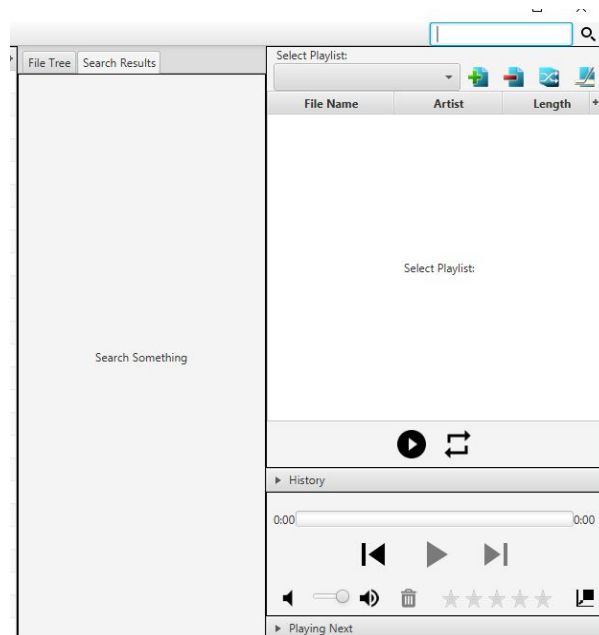 File Tree
Search Results
Select Playlist:
File Name
Artist
Length
+
Select Playlist:
Search Something
History
0:00
0:00
Playing Next